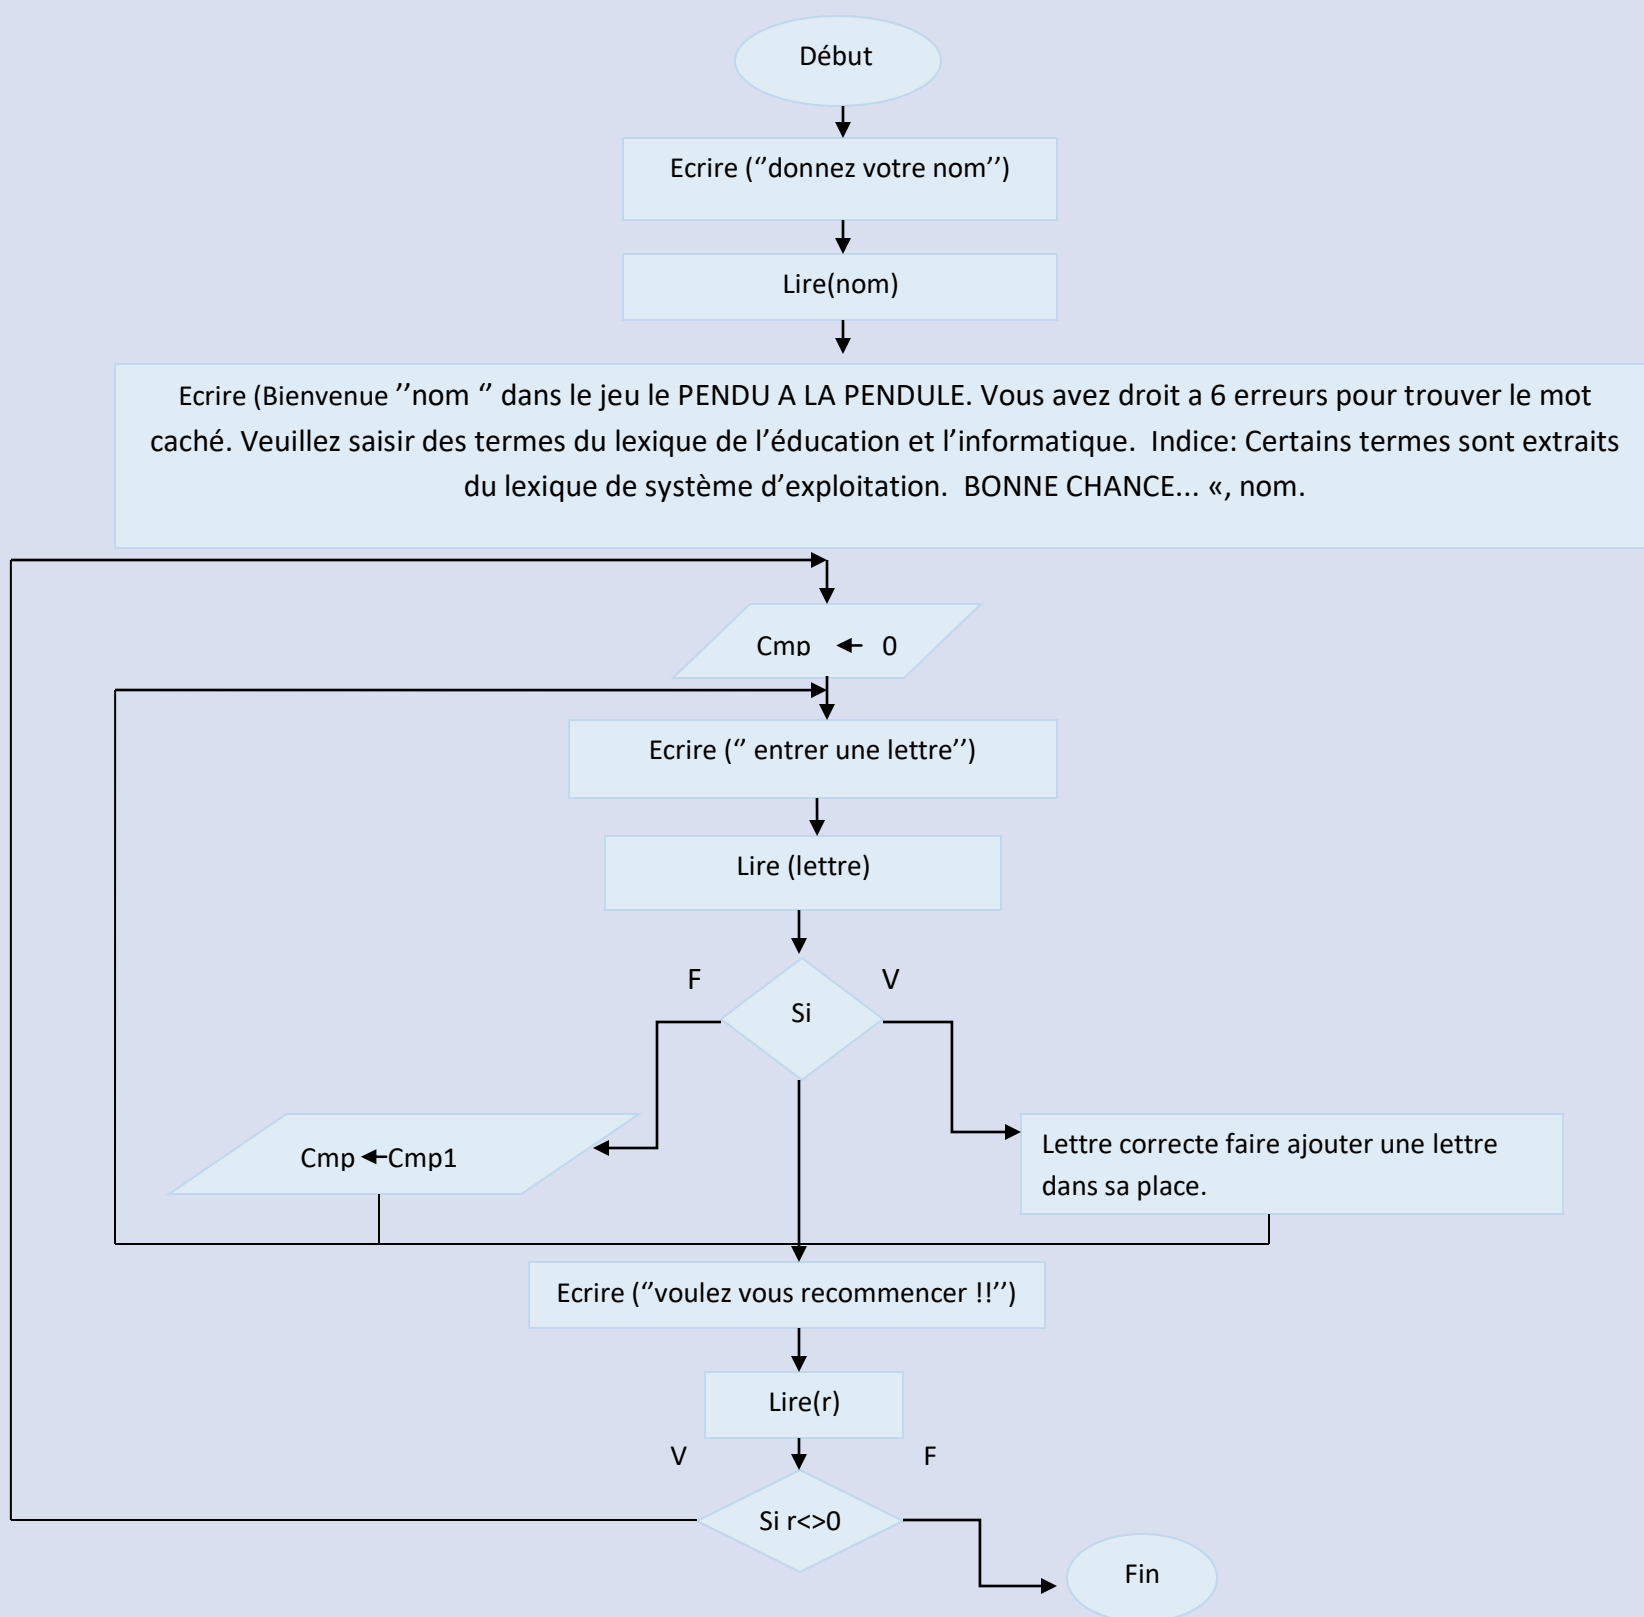 Début
Ecrire (‘’donnez votre nom’’)
Lire(nom)
Ecrire (Bienvenue ’’nom ‘’ dans le jeu le PENDU A LA PENDULE. Vous avez droit a 6 erreurs pour trouver le mot
caché. Veuillez saisir des termes du lexique de l’éducation et l’informatique. Indice: Certains termes sont extraits
du lexique de système d’exploitation. BONNE CHANCE... «, nom.
Cmp ← 0
Ecrire (‘’ entrer une lettre’’)
Lire (lettre)
F V
Si
Cmp ←Cmp1
Lettre correcte faire ajouter une lettre
dans sa place.
Ecrire (‘’voulez vous recommencer !!’’)
Lire(r)
V F
Si r<>0
Fin